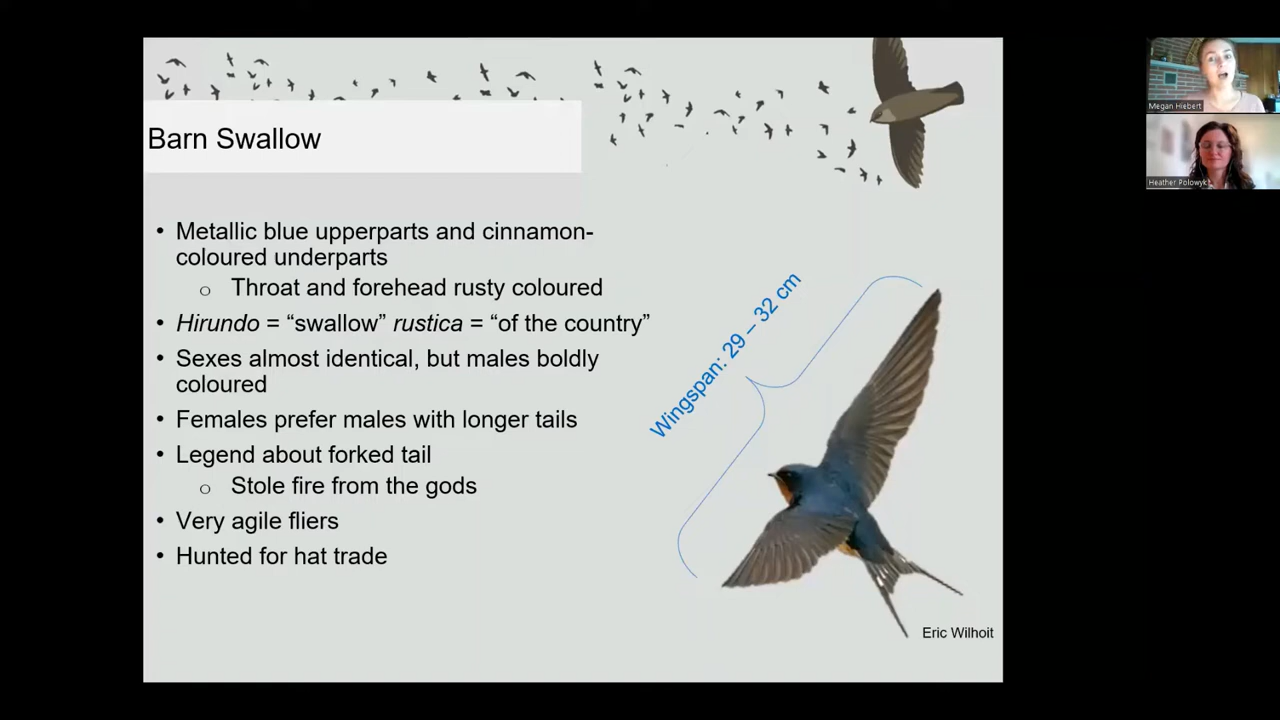 Barn Swallow
• Metallic blue upperparts and cinnamon-
coloured underparts
o Throat and forehead rusty coloured
• Hirundo = “swallow” rustica = “of the country”
• Sexes almost identical, but males boldly
coloured
• Females prefer males with longer tails
• Legend about forked tail
o Stole fire from the gods
• Very agile fliers
• Hunted for hat trade
Wingspan: 29 – 32 cm
Eric Wilhoit
Megan Hiebert
Heather Polowyk